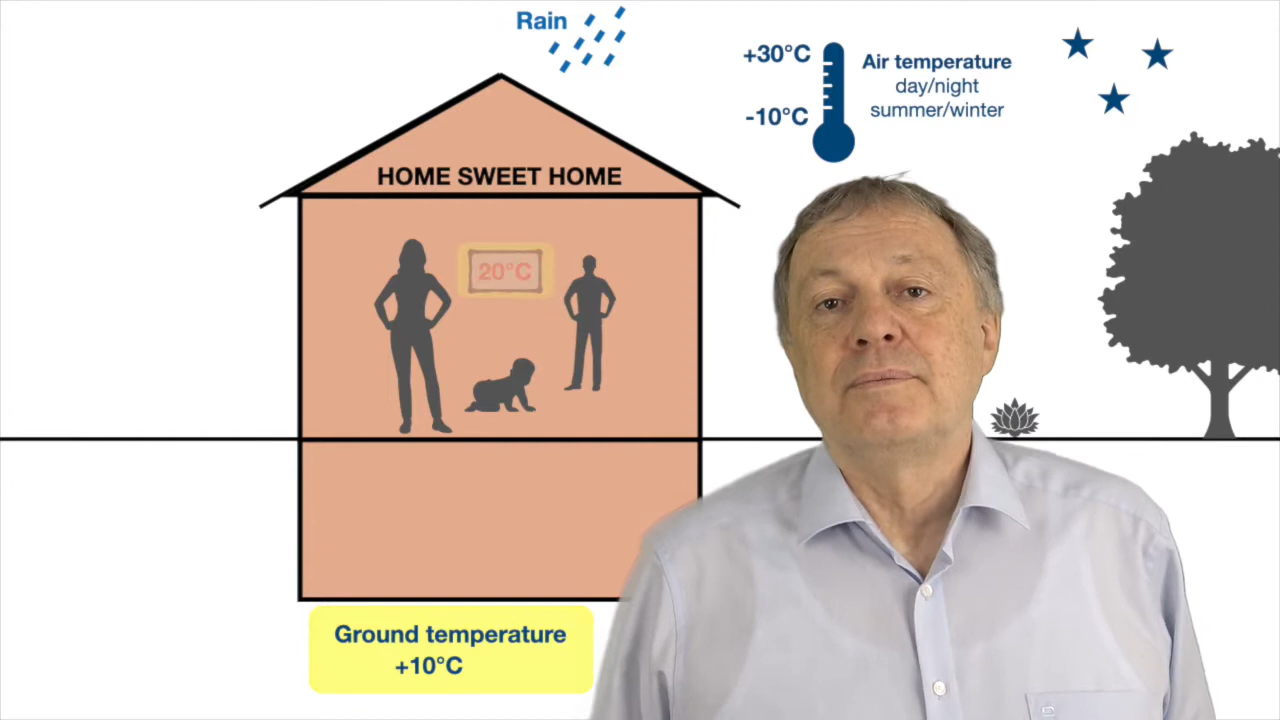 Rain
+30°C
-10°C
Air temperature
day/night
summer/winter
HOME SWEET HOME
20°C
Ground temperature
+10°C